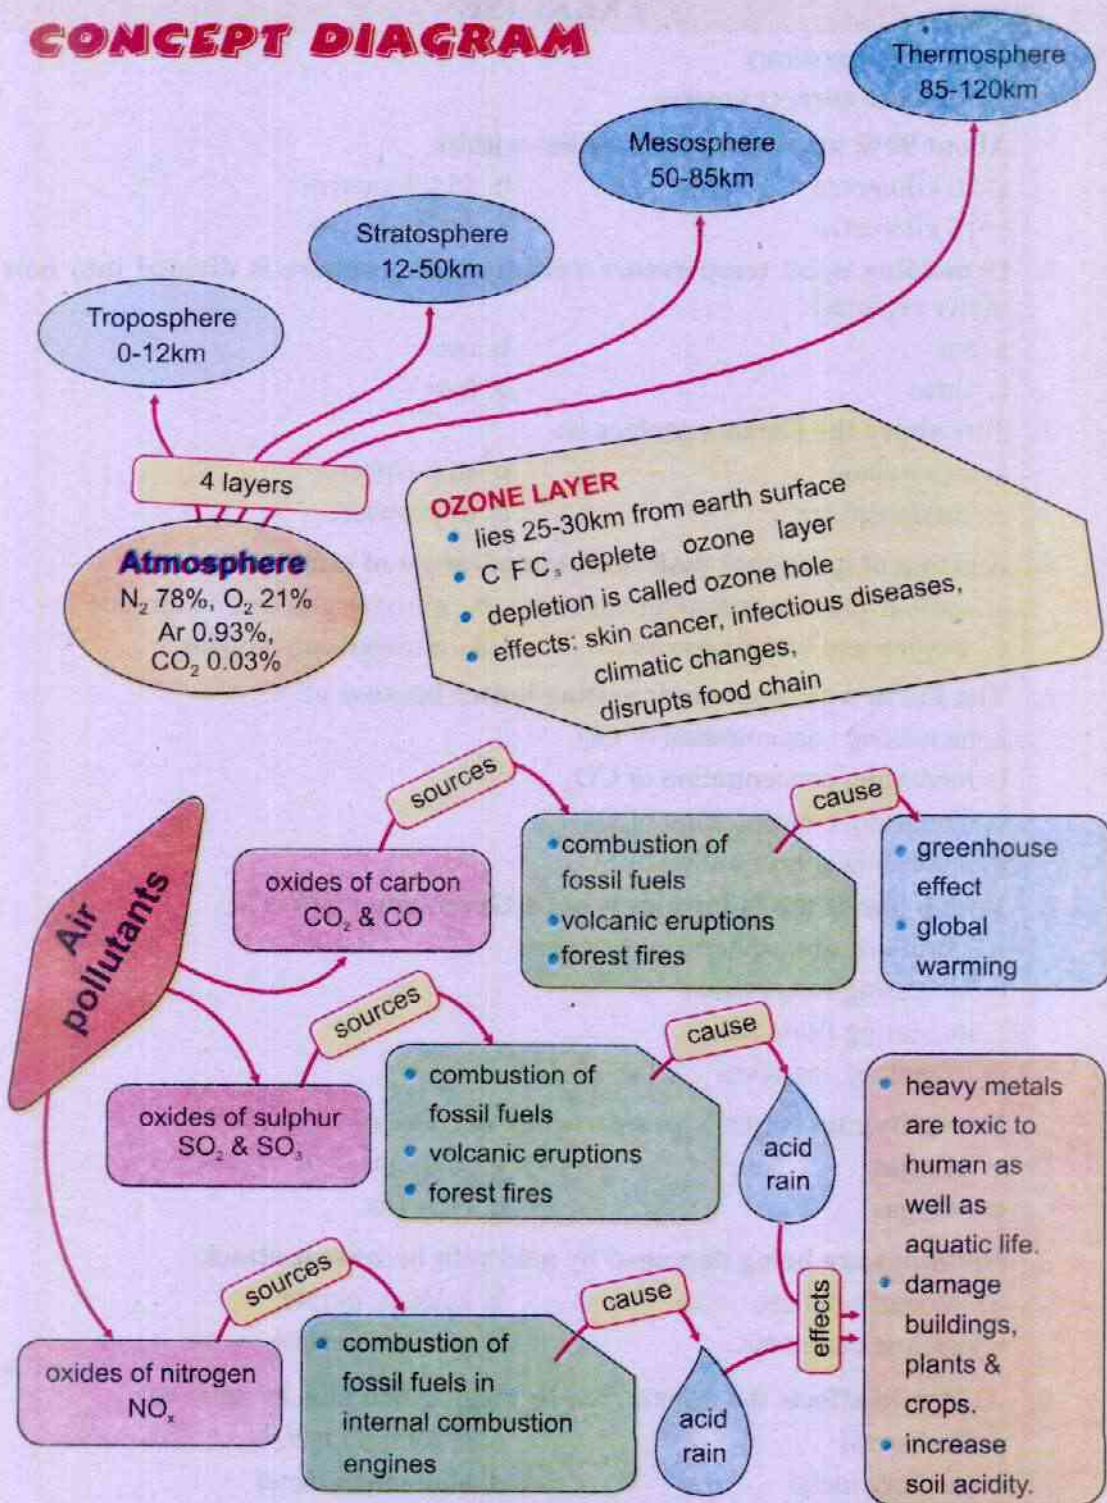 CONCEPT DIAGRAM
Thermosphere
85-120km
Mesosphere
50-85km
Stratosphere
12-50km
Troposphere
0-12km
4 layers
Atmosphere
N₂ 78%, O₂ 21%
Ar 0.93%,
CO₂ 0.03%
OZONE LAYER
• lies 25-30km from earth surface
• C FCₛ deplete ozone layer
• depletion is called ozone hole
• effects: skin cancer, infectious diseases,
climatic changes,
disrupts food chain
Air
pollutants
oxides of carbon
CO₂ & CO
sources
• combustion of
fossil fuels
• volcanic eruptions
• forest fires
cause
• greenhouse
effect
• global
warming
oxides of sulphur
SO₂ & SO₃
sources
• combustion of
fossil fuels
• volcanic eruptions
• forest fires
cause
acid
rain
oxides of nitrogen
NOₓ
sources
• combustion of
fossil fuels in
internal combustion
engines
cause
acid
rain
effects
• heavy metals
are toxic to
human as
well as
aquatic life.
• damage
buildings,
plants &
crops.
• increase
soil acidity.